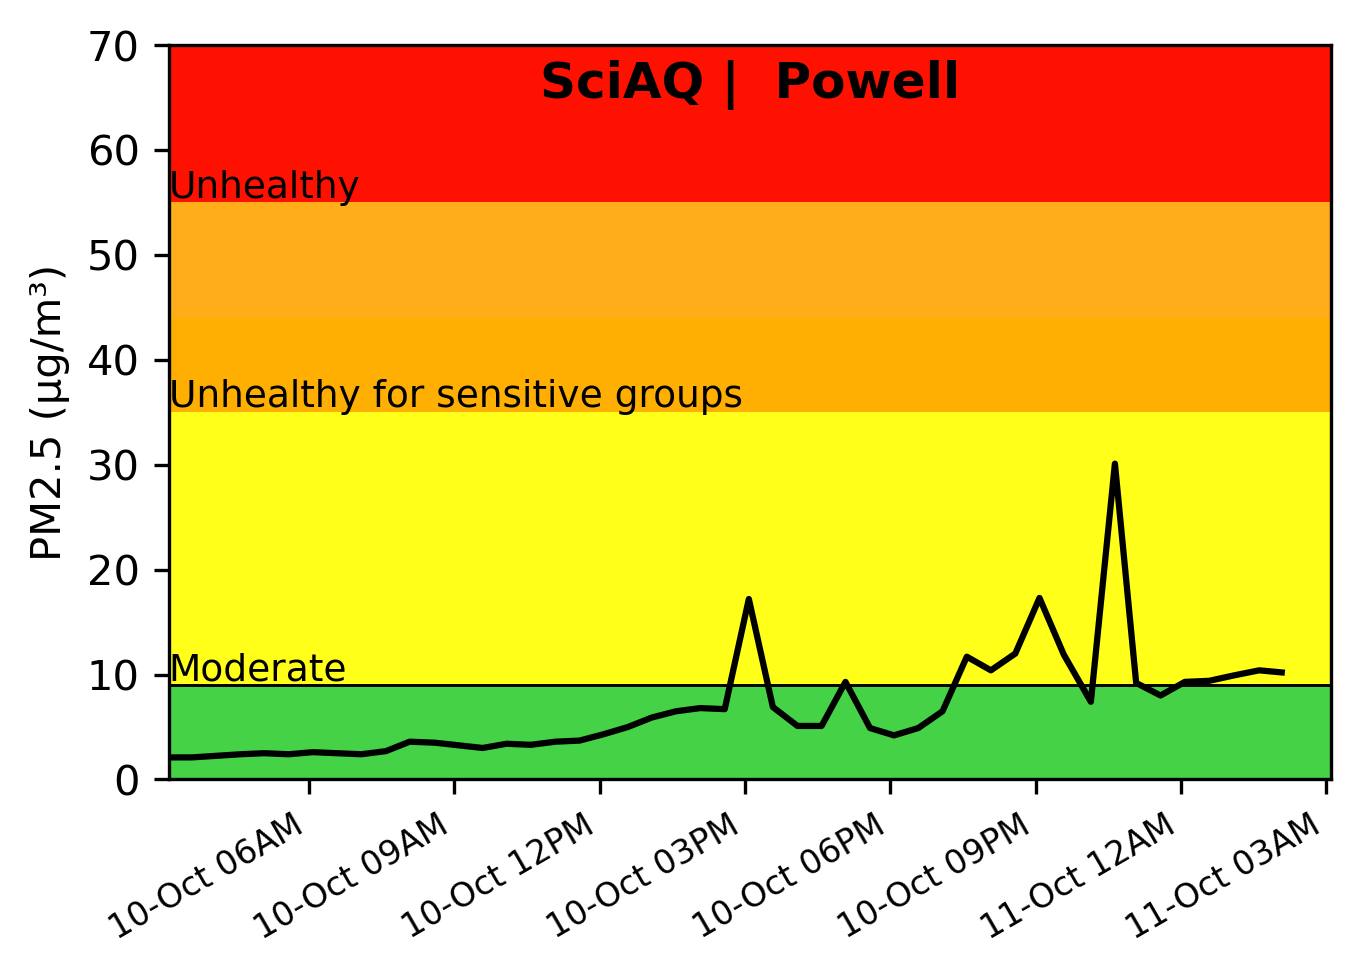 SciAQ |  Powell
70
60
50
40
30
20
10
0
PM2.5 (µg/m³)
Unhealthy
Unhealthy for sensitive groups
Moderate
10-Oct 06AM
10-Oct 09AM
10-Oct 12PM
10-Oct 03PM
10-Oct 06PM
10-Oct 09PM
11-Oct 12AM
11-Oct 03AM